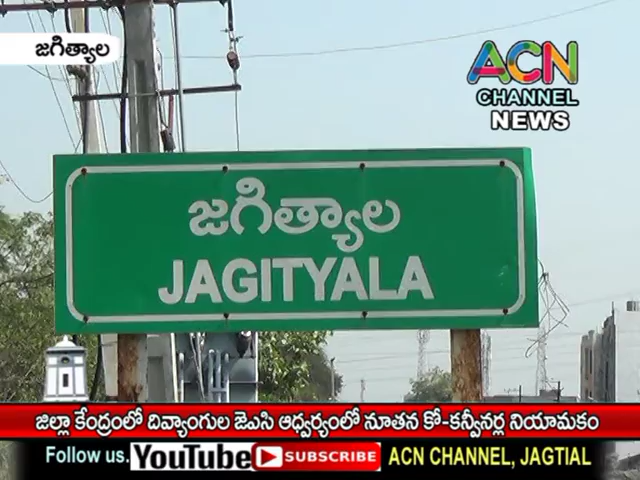 జగిత్యాల
ACN
CHANNEL
NEWS
జగిత్యాల
JAGITYALA
జిల్లా కేంద్రంలో దివ్యాంగుల జెఎసి ఆధ్వర్యంలో నూతన కో-కన్వీనర్ల నియామకం
Follow us. YouTube SUBSCRIBE ACN CHANNEL, JAGTIAL